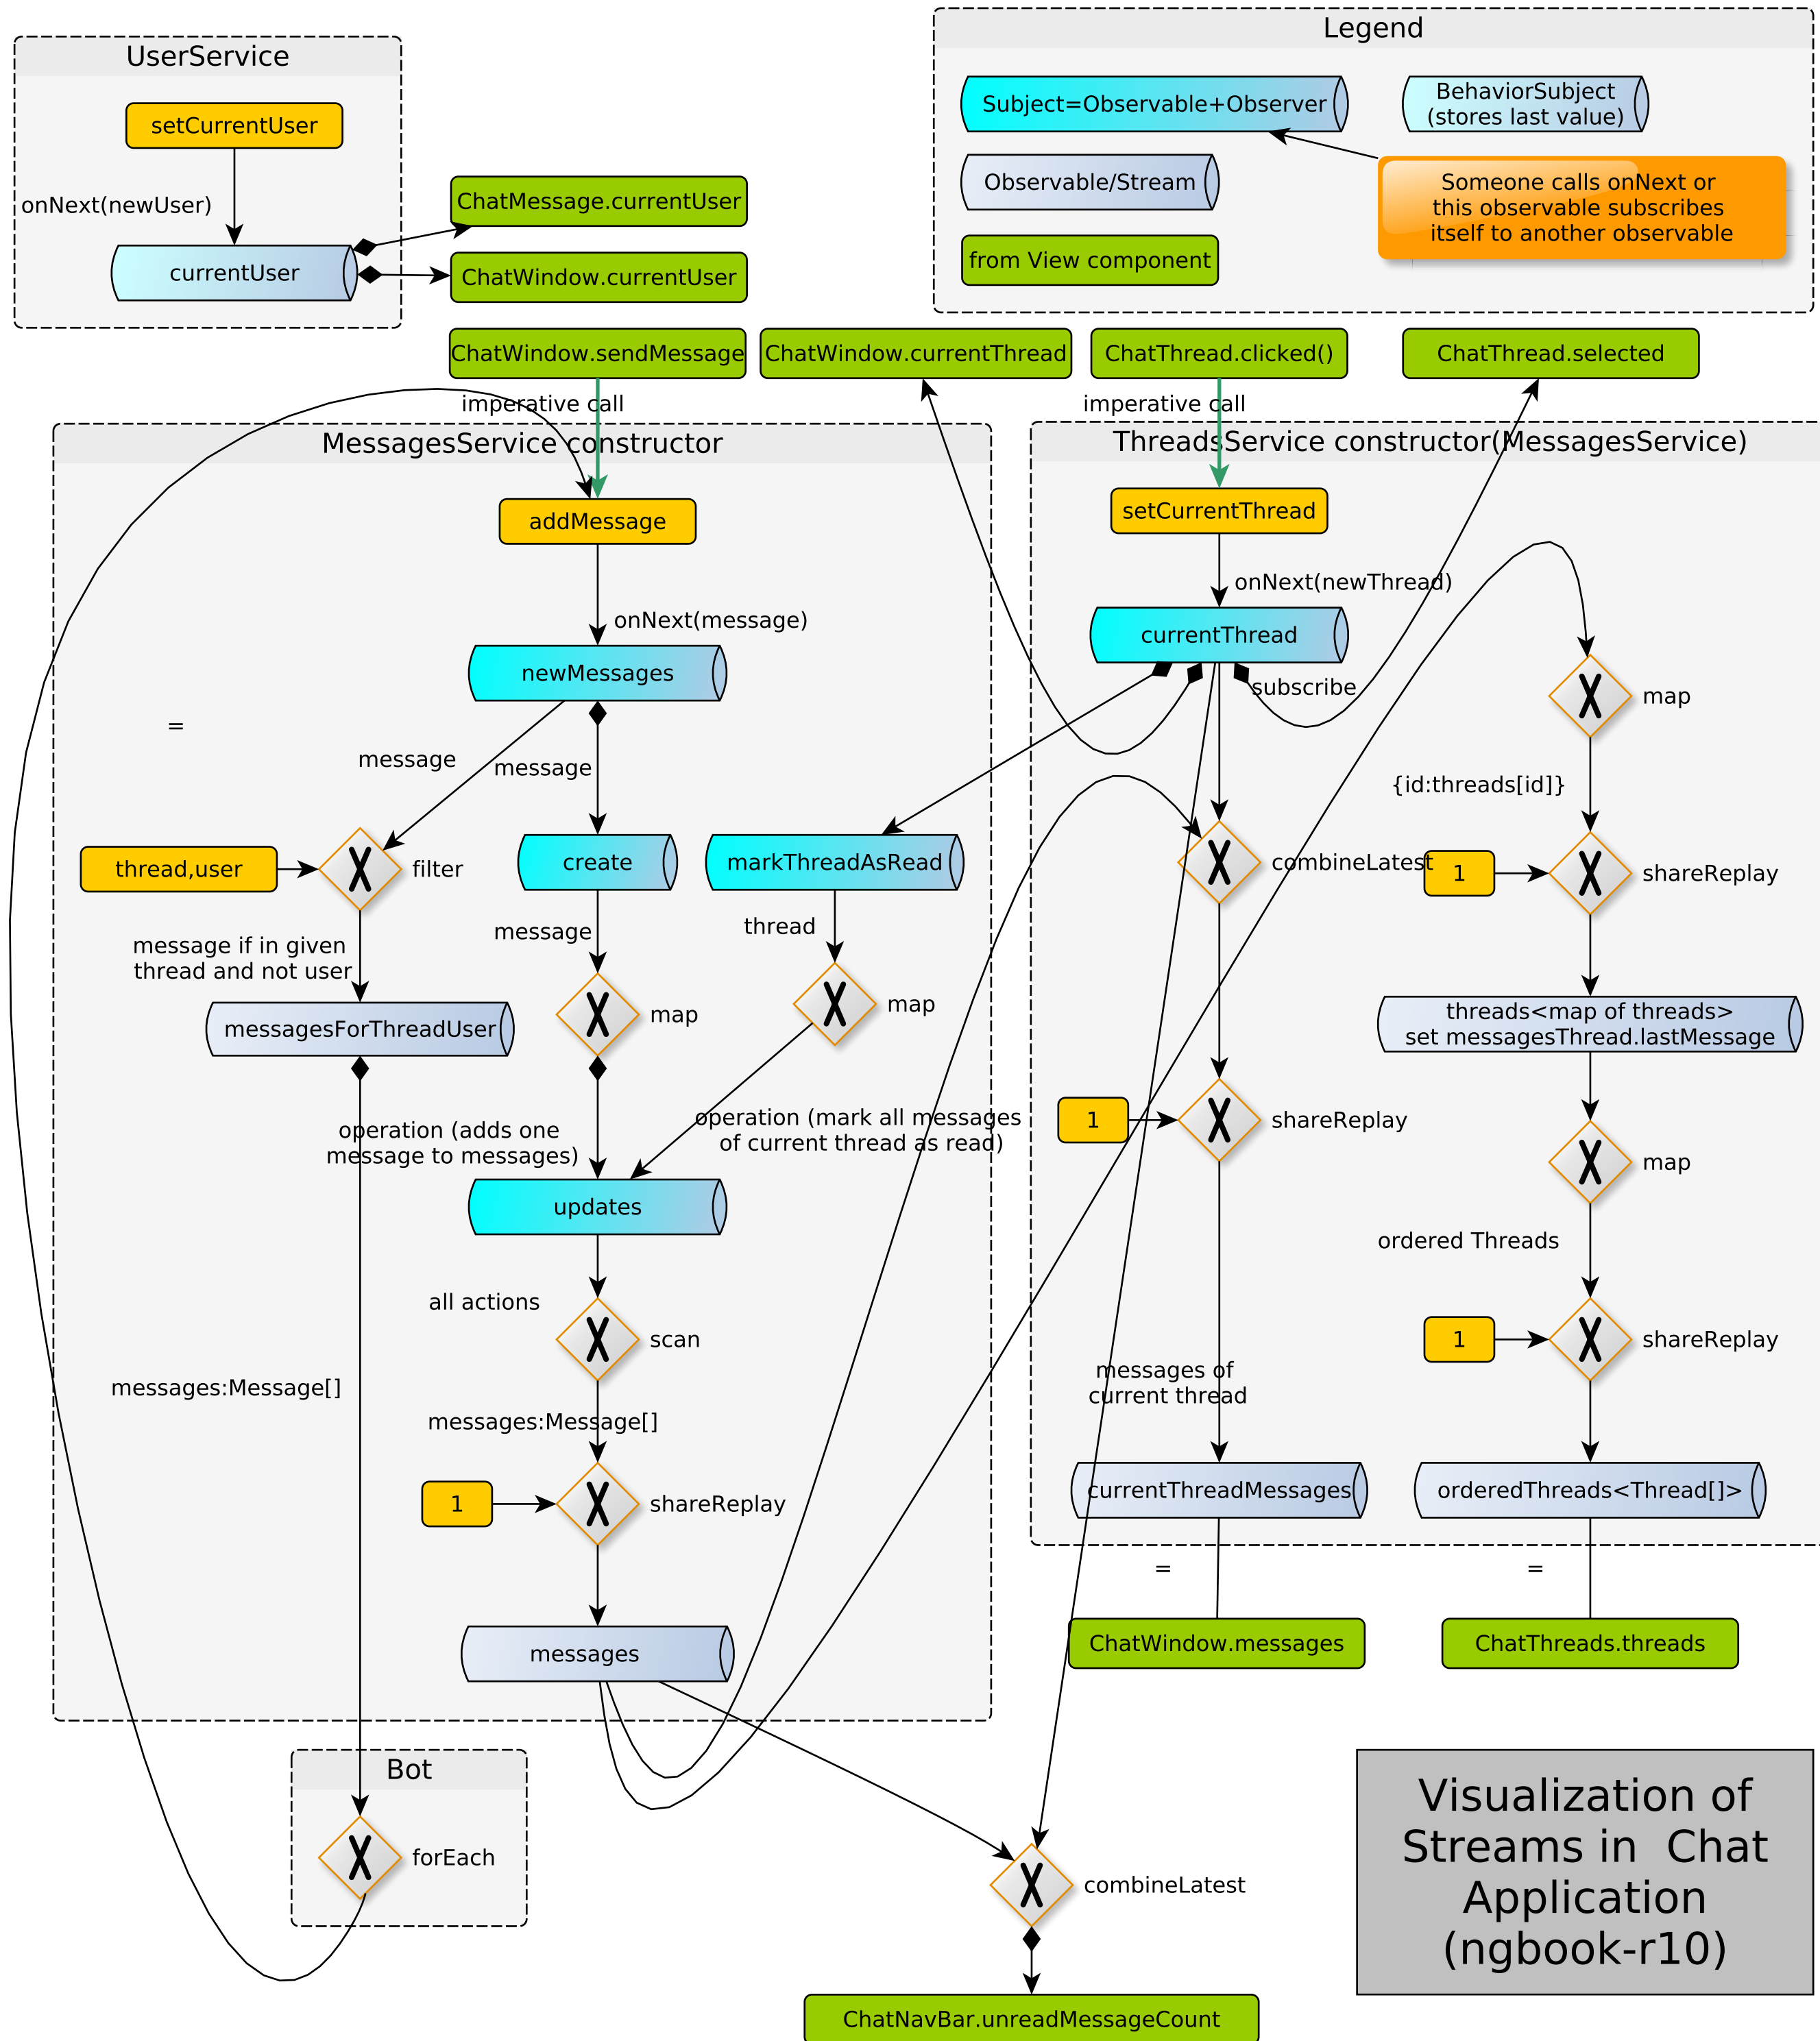 UserService
setCurrentUser
onNext(newUser)
currentUser
ChatMessage.currentUser
ChatWindow.currentUser
Legend
Subject=Observable+Observer
BehaviorSubject
(stores last value)
Observable/Stream
Someone calls onNext or
this observable subscribes
itself to another observable
from View component
ChatWindow.sendMessage
ChatWindow.currentThread
ChatThread.clicked()
ChatThread.selected
imperative call
imperative call
MessagesService constructor
addMessage
onNext(message)
newMessages
=
message
message
thread,user
filter
create
markThreadAsRead
message if in given
thread and not user
message
thread
map
map
messagesForThreadUser
operation (adds one
message to messages)
operation (mark all messages
of current thread as read)
updates
all actions
scan
messages:Message[]
messages:Message[]
1
shareReplay
messages
Bot
forEach
ThreadsService constructor(MessagesService)
setCurrentThread
onNext(newThread)
currentThread
subscribe
map
{id:threads[id]}
combineLatest
1
shareReplay
threads<map of threads>
set messagesThread.lastMessage
1
shareReplay
map
ordered Threads
1
shareReplay
messages of
current thread
currentThreadMessages
orderedThreads<Thread[]>
=
=
ChatWindow.messages
ChatThreads.threads
combineLatest
ChatNavBar.unreadMessageCount
Visualization of
Streams in  Chat
Application
(ngbook-r10)